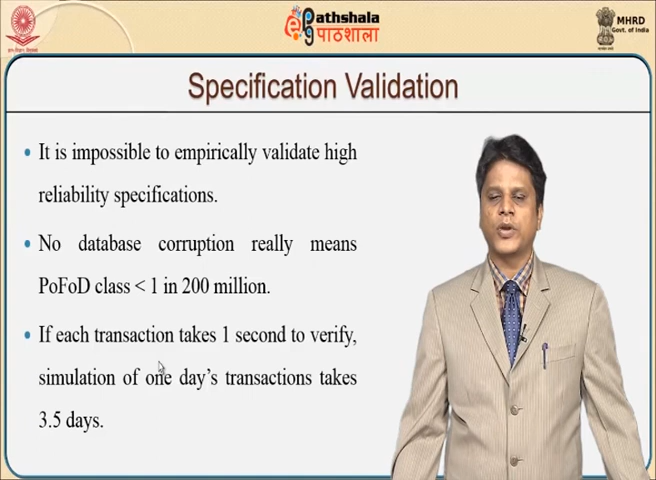 ePathshala
पाठशाला
MHRD
Govt. of India
Specification Validation
• It is impossible to empirically validate high
reliability specifications.
• No database corruption really means
PoFoD class < 1 in 200 million.
• If each transaction takes 1 second to verify,
simulation of one day's transactions takes
3.5 days.